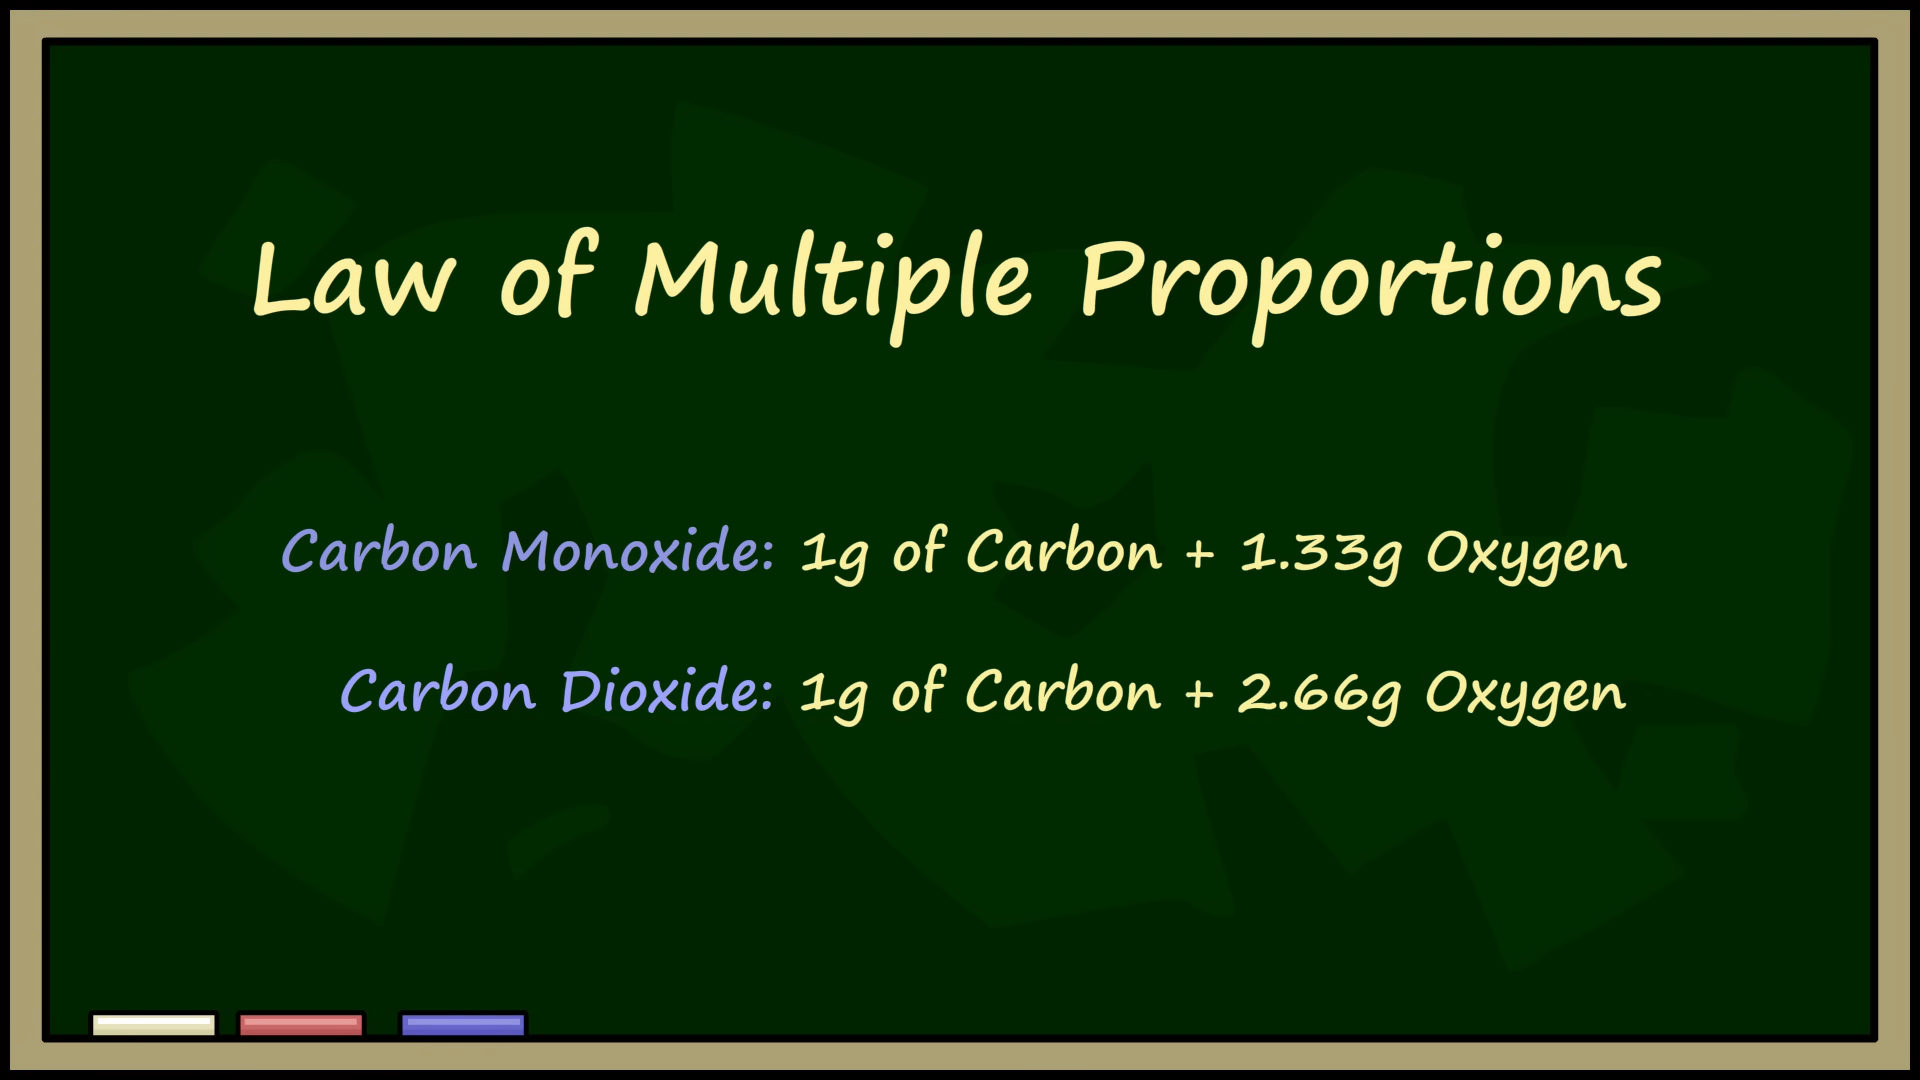 Law of Multiple Proportions
Carbon Monoxide: 1g of Carbon + 1.33g Oxygen
Carbon Dioxide: 1g of Carbon + 2.66g Oxygen